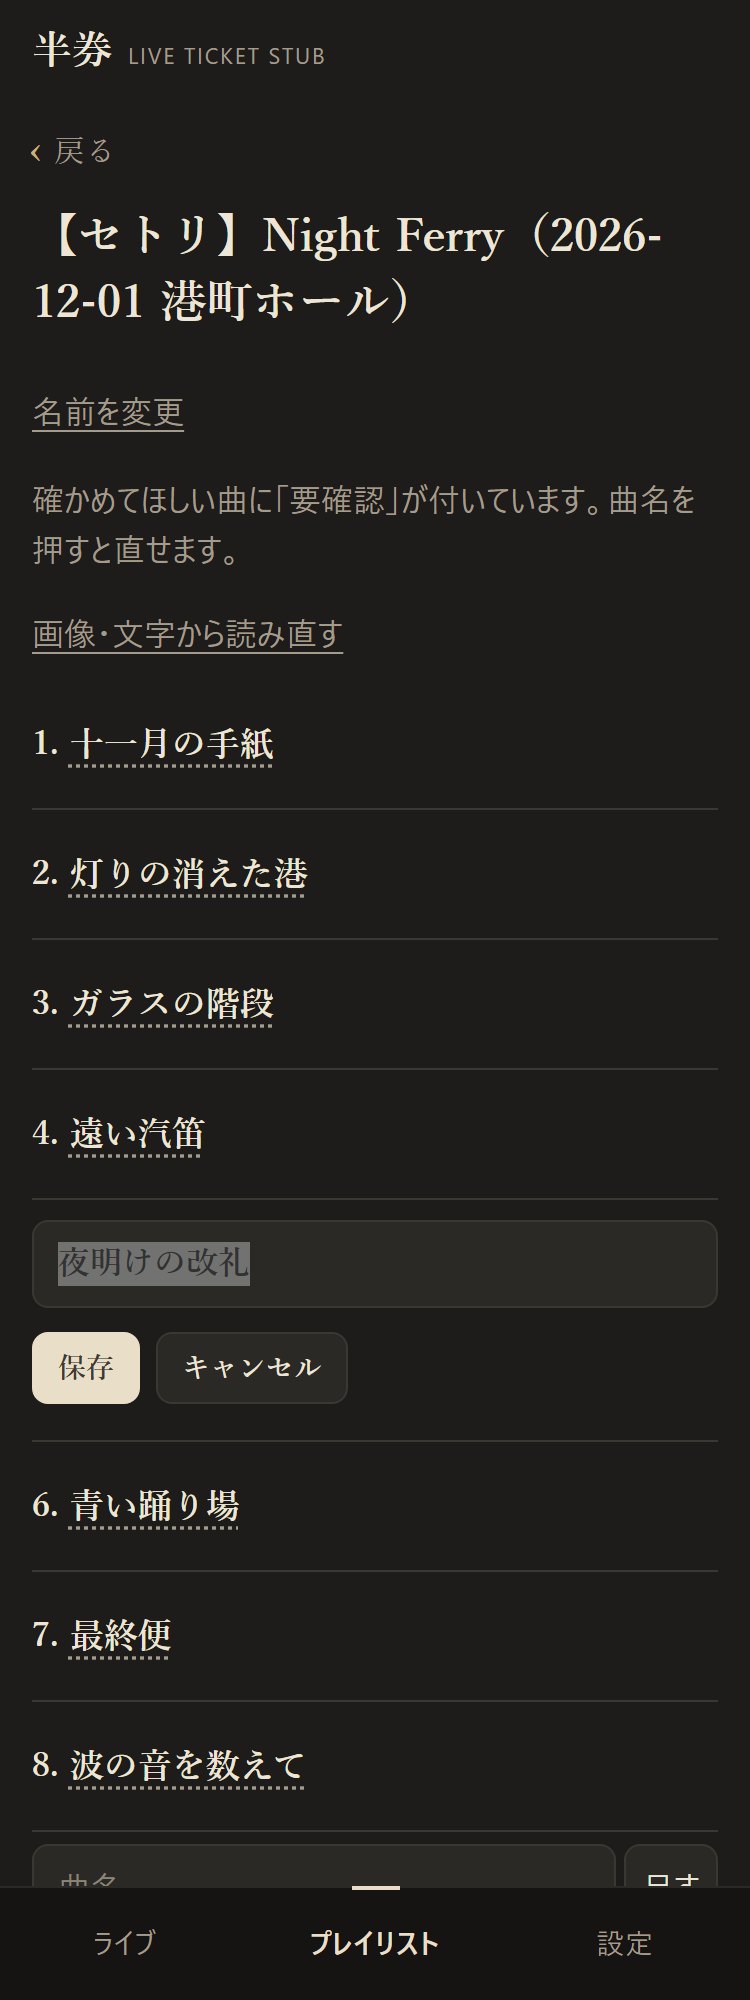 半券 LIVE TICKET STUB
‹ 戻る
【セトリ】Night Ferry（2026-
12-01 港町ホール）
名前を変更
確かめてほしい曲に「要確認」が付いています。曲名を
押すと直せます。
画像・文字から読み直す
1. 十一月の手紙
2. 灯りの消えた港
3. ガラスの階段
4. 遠い汽笛
夜明けの改札
保存 キャンセル
6. 青い踊り場
7. 最終便
8. 波の音を数えて
曲名
ライブ プレイリスト 設定